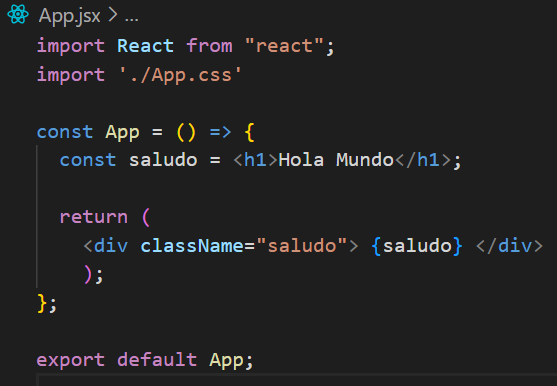 App.jsx > ...
import React from "react";
import './App.css'
const App = () => {
const saludo = <h1>Hola Mundo</h1>;
return (
<div className="saludo"> {saludo} </div>
);
};
export default App;